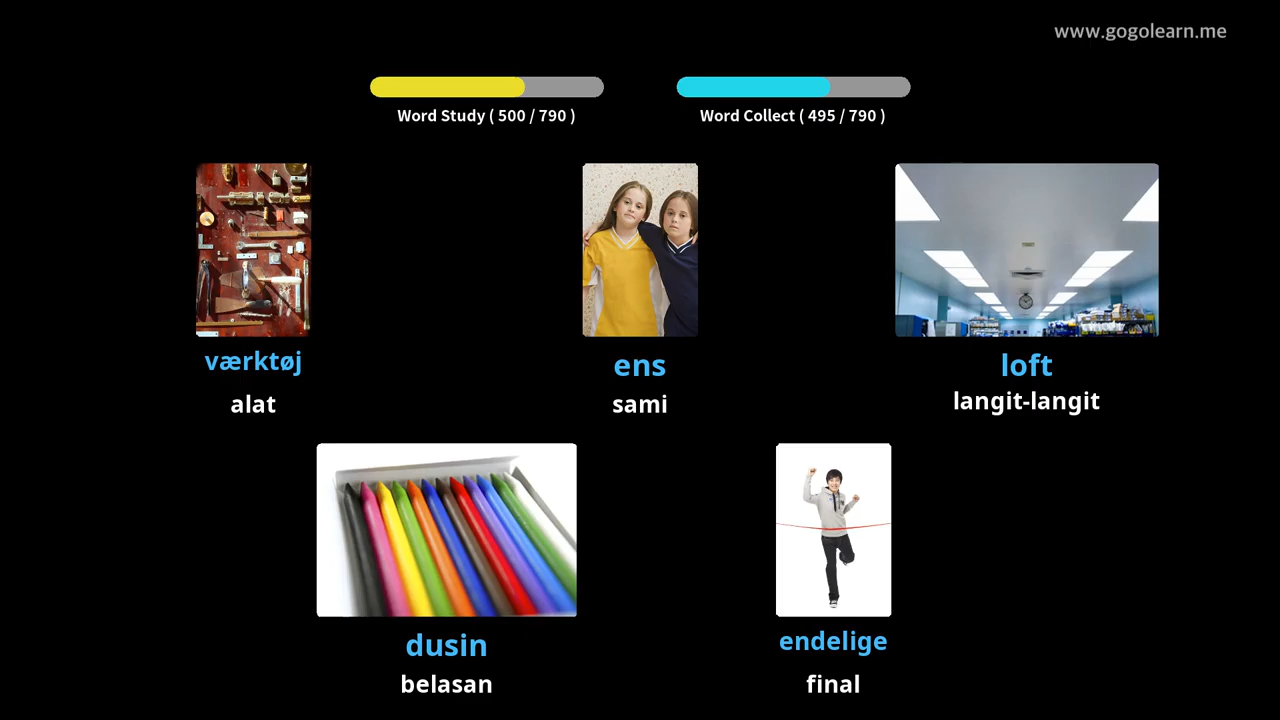 www.gogolearn.me
Word Study ( 500 / 790 )
Word Collect ( 495 / 790 )
værktøj
alat
ens
sami
loft
langit-langit
dusin
belasan
endelige
final